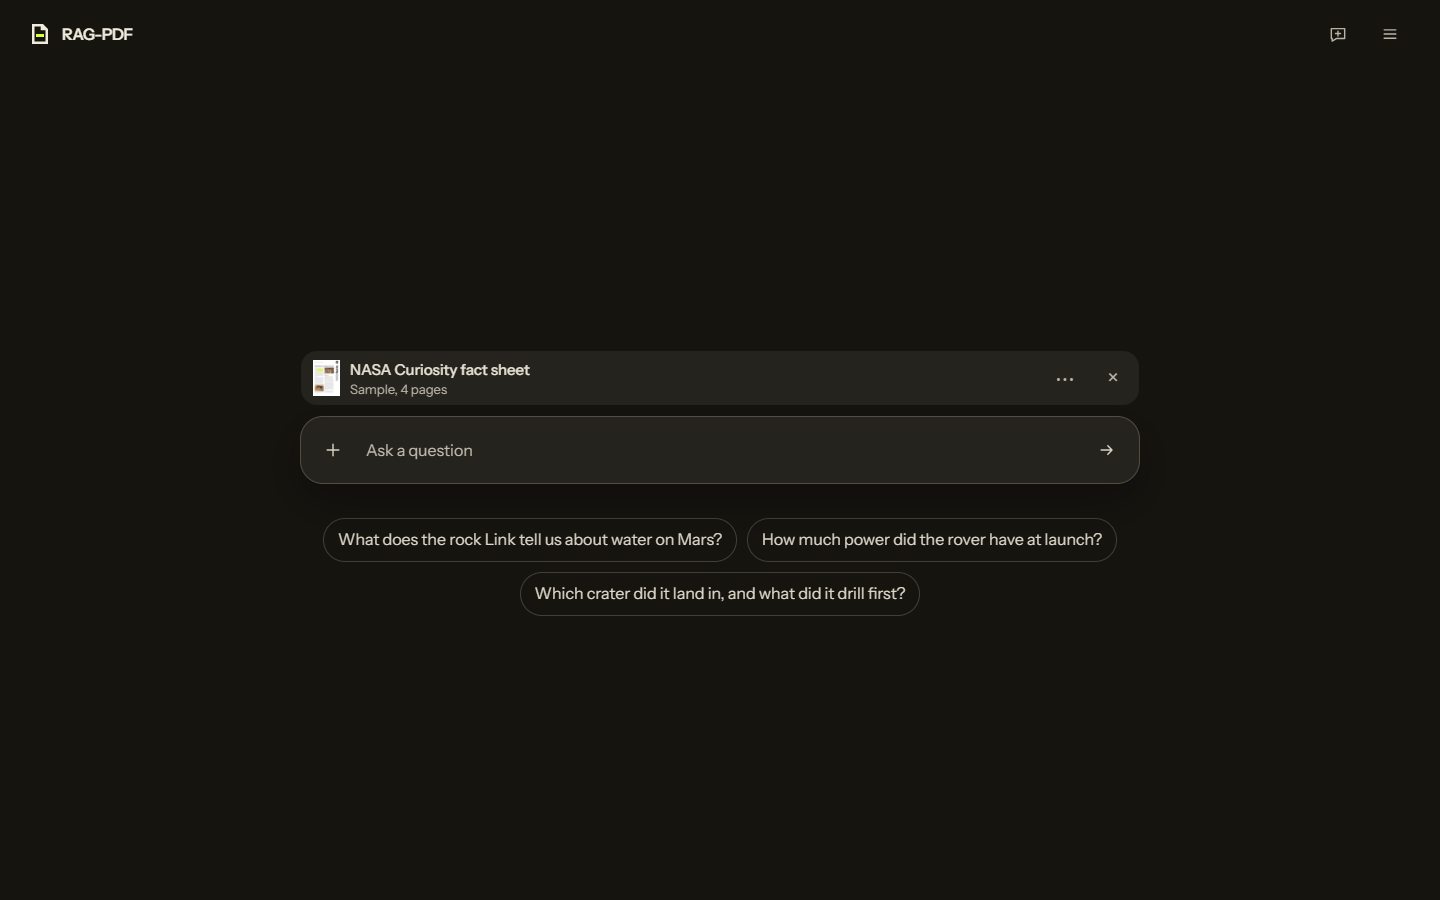 RAG-PDF
NASA Curiosity fact sheet
Sample, 4 pages
Ask a question
What does the rock Link tell us about water on Mars?
How much power did the rover have at launch?
Which crater did it land in, and what did it drill first?